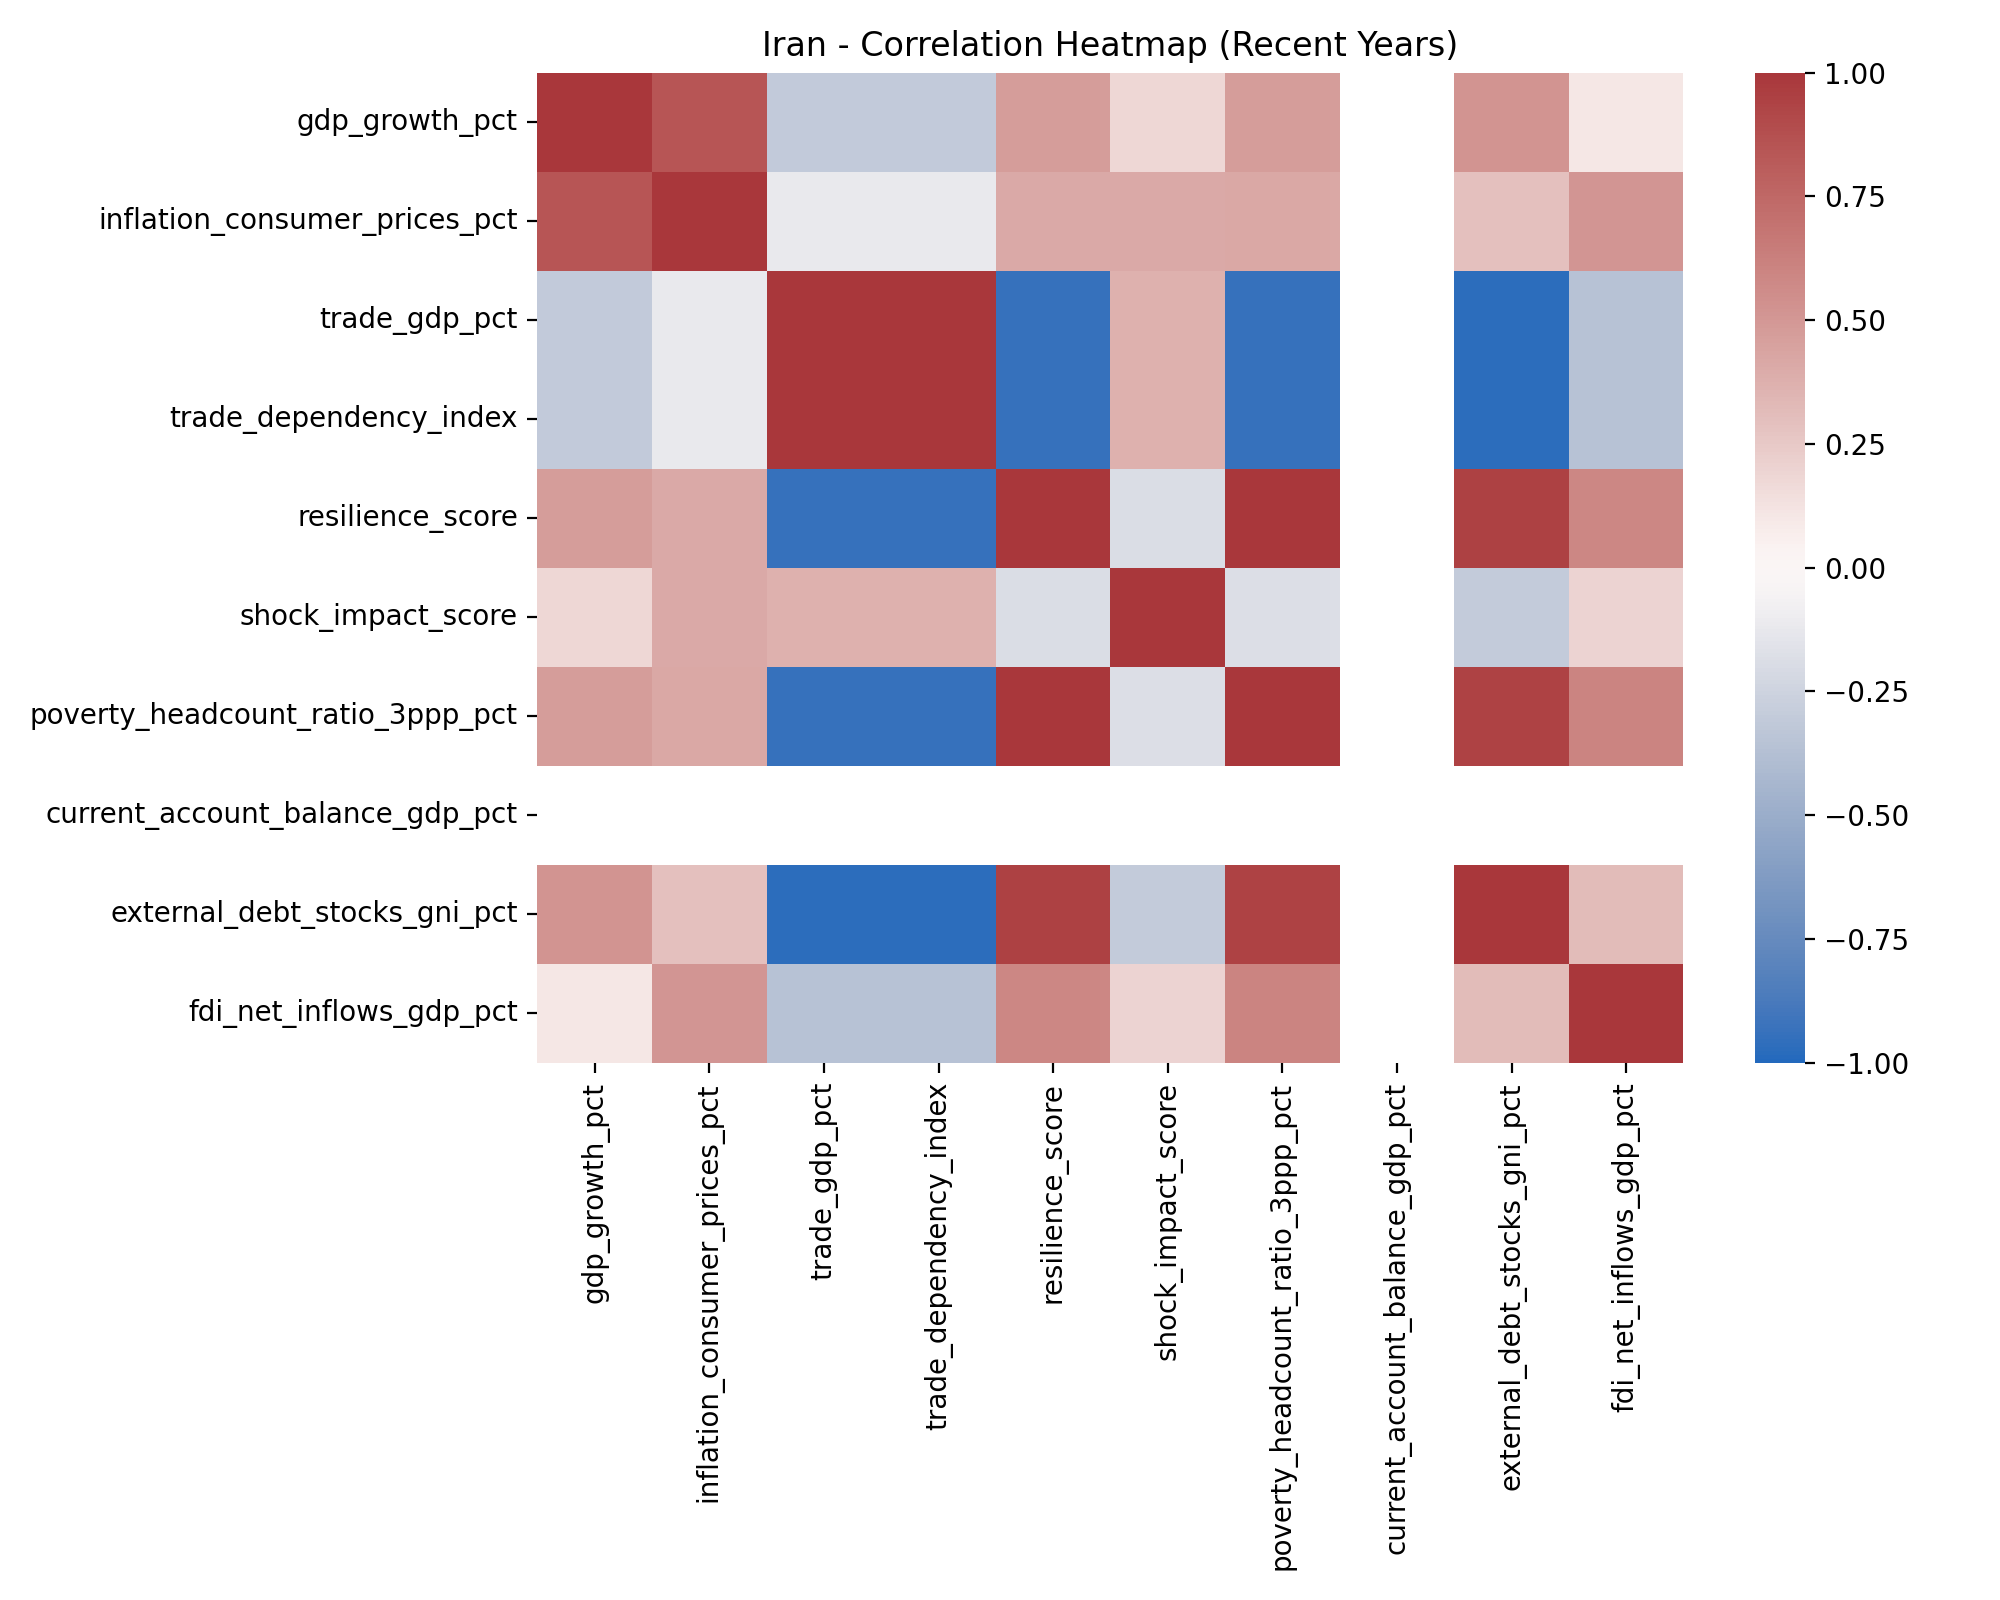 Iran - Correlation Heatmap (Recent Years)
gdp_growth_pct
inflation_consumer_prices_pct
trade_gdp_pct
trade_dependency_index
resilience_score
shock_impact_score
poverty_headcount_ratio_3ppp_pct
current_account_balance_gdp_pct
external_debt_stocks_gni_pct
fdi_net_inflows_gdp_pct
gdp_growth_pct
inflation_consumer_prices_pct
trade_gdp_pct
trade_dependency_index
resilience_score
shock_impact_score
poverty_headcount_ratio_3ppp_pct
current_account_balance_gdp_pct
external_debt_stocks_gni_pct
fdi_net_inflows_gdp_pct
1.00
0.75
0.50
0.25
0.00
−0.25
−0.50
−0.75
−1.00